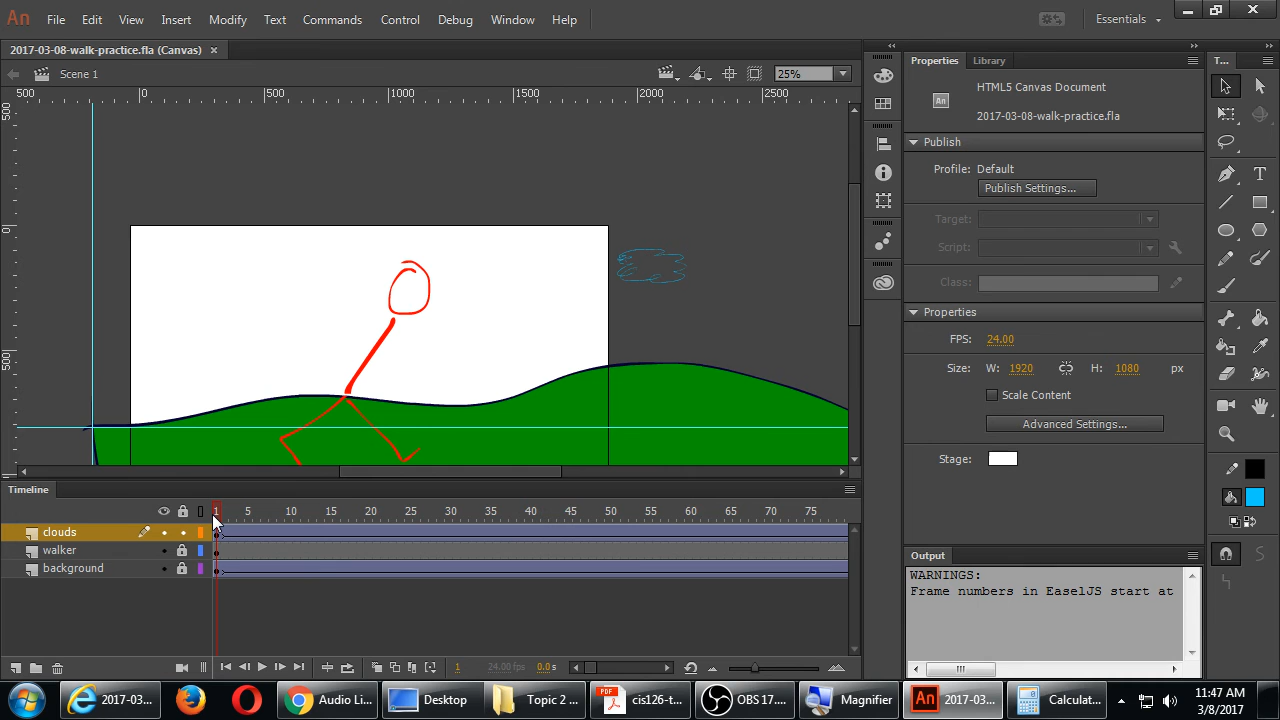 An File Edit View Insert Modify Text Commands Control Debug Window Help Essentials
2017-03-08-walk-practice.fla (Canvas) ×
Scene 1 25%
500 0 500 1000 1500 2000 2500
500
0
500
Properties Library
An HTML5 Canvas Document
2017-03-08-walk-practice.fla
Publish
Profile: Default
Publish Settings...
Target:
Script:
Class:
Properties
FPS: 24.00
Size: W: 1920 H: 1080 px
Scale Content
Advanced Settings...
Stage:
Output
WARNINGS:
Frame numbers in EaselJS start at
T...
T
Timeline
1 5 10 15 20 25 30 35 40 45 50 55 60 65 70 75
clouds
walker
background
1 24.00 fps 0.0 s
2017-03... Audio Li... Desktop Topic 2 ... PDF cis126-t... OBS 17.... Magnifier An 2017-03... Calculat...
11:47 AM
3/8/2017